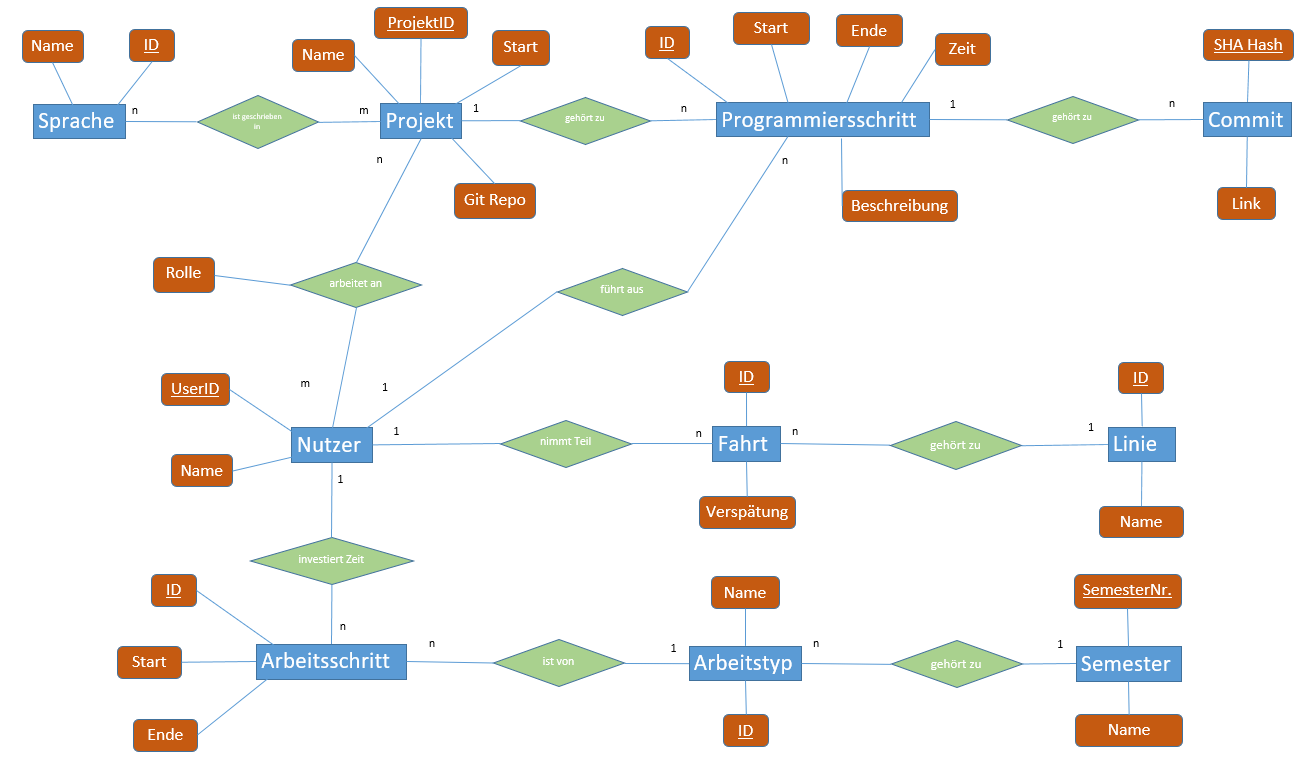 Name
ID
Name
ProjektID
Start
ID
Start
Ende
Zeit
SHA Hash
Sprache
n
ist geschrieben
in
m
Projekt
1
gehört zu
n
Programmiersschritt
1
gehört zu
n
Commit
n
Git Repo
n
Beschreibung
Link
Rolle
arbeitet an
führt aus
UserID
m
1
ID
ID
Nutzer
1
nimmt Teil
n
Fahrt
n
gehört zu
1
Linie
Name
1
Verspätung
Name
investiert Zeit
ID
Name
SemesterNr.
n
Start
Arbeitsschritt
n
ist von
1
Arbeitstyp
n
gehört zu
1
Semester
Ende
ID
Name